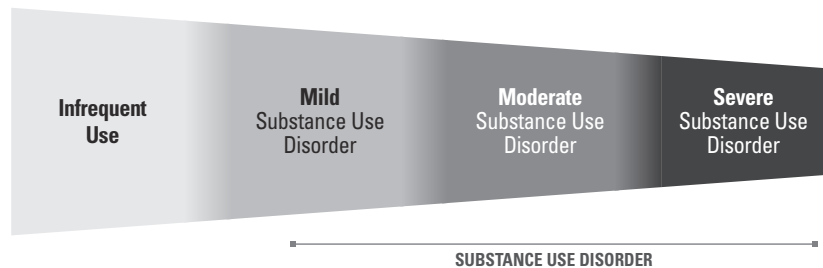 Infrequent
Use
Mild
Substance Use
Disorder
Moderate
Substance Use
Disorder
Severe
Substance Use
Disorder
SUBSTANCE USE DISORDER